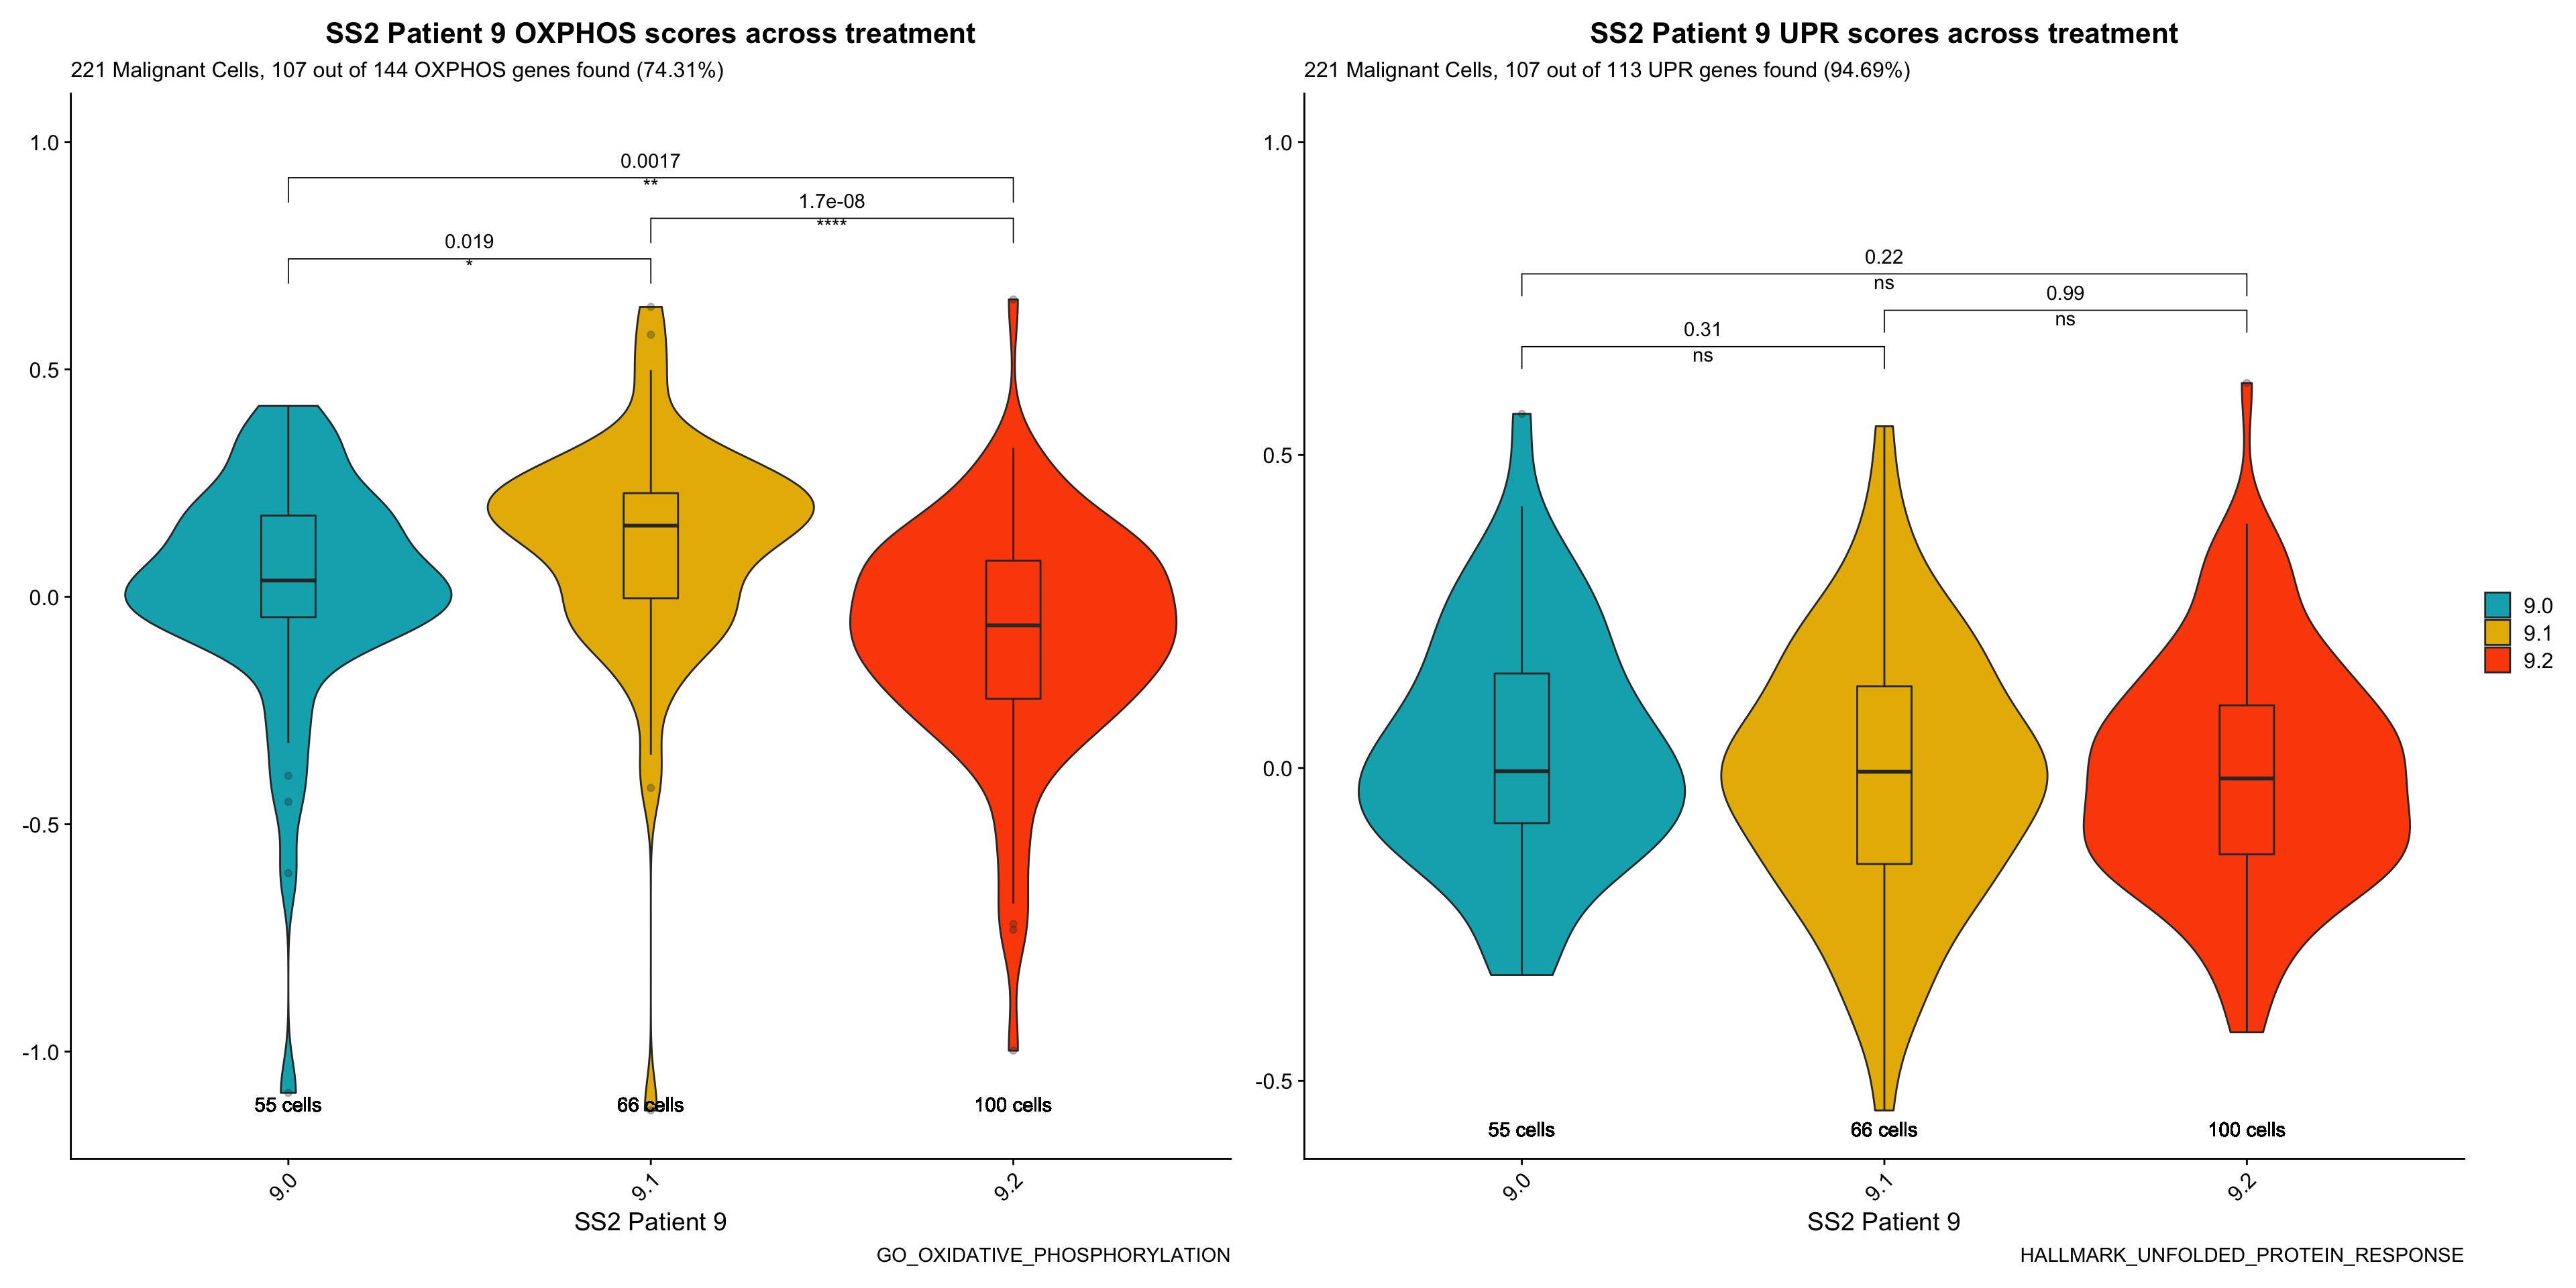 SS2 Patient 9 OXPHOS scores across treatment
221 Malignant Cells, 107 out of 144 OXPHOS genes found (74.31%)
1.0
0.5
0.0
-0.5
-1.0
0.0017
**
1.7e-08
****
0.019
*
55 cells
66 cells
100 cells
9.0
9.1
9.2
SS2 Patient 9
GO_OXIDATIVE_PHOSPHORYLATION
SS2 Patient 9 UPR scores across treatment
221 Malignant Cells, 107 out of 113 UPR genes found (94.69%)
1.0
0.5
0.0
-0.5
0.22
ns
0.99
ns
0.31
ns
55 cells
66 cells
100 cells
9.0
9.1
9.2
SS2 Patient 9
HALLMARK_UNFOLDED_PROTEIN_RESPONSE
9.0
9.1
9.2